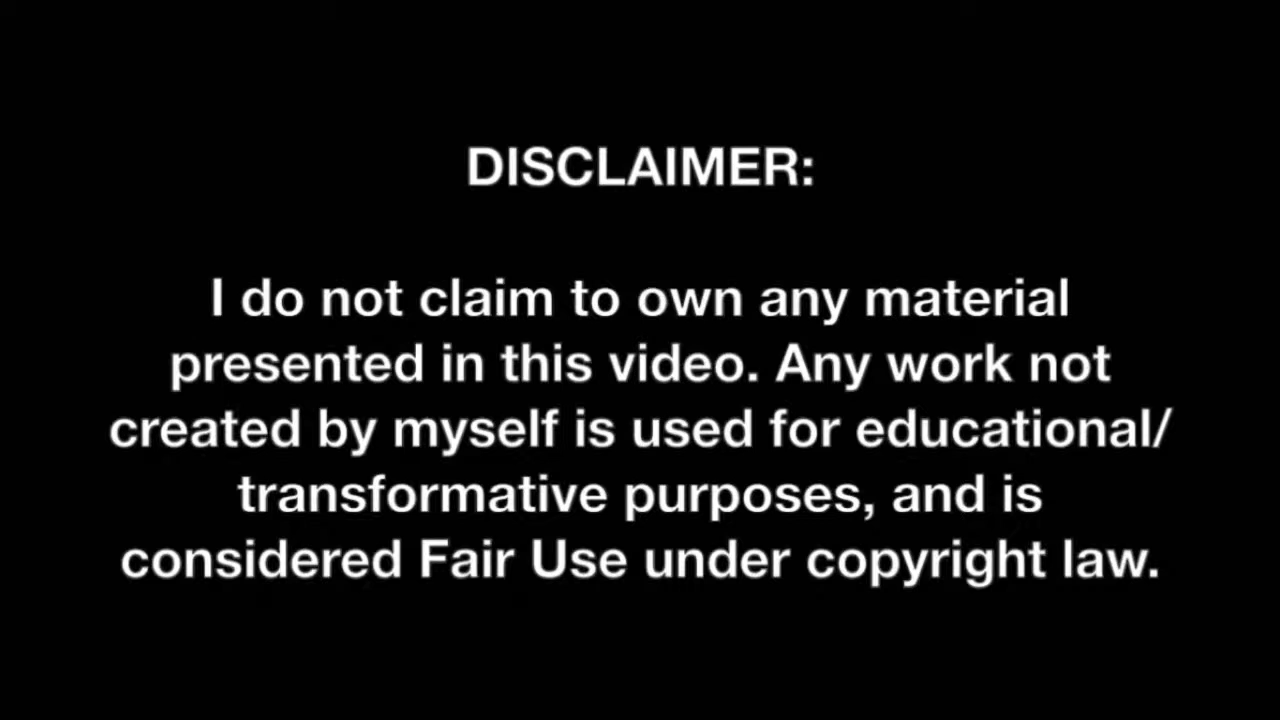 DISCLAIMER:
I do not claim to own any material
presented in this video. Any work not
created by myself is used for educational/
transformative purposes, and is
considered Fair Use under copyright law.